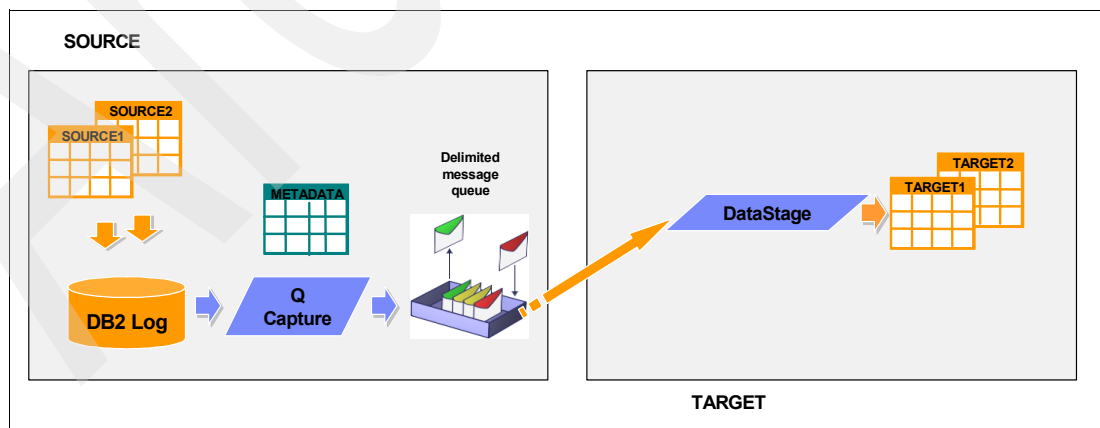 SOURCE
SOURCE2
SOURCE1
METADATA
Delimited
message
queue
DB2 Log
Q
Capture
DataStage
TARGET2
TARGET1
TARGET